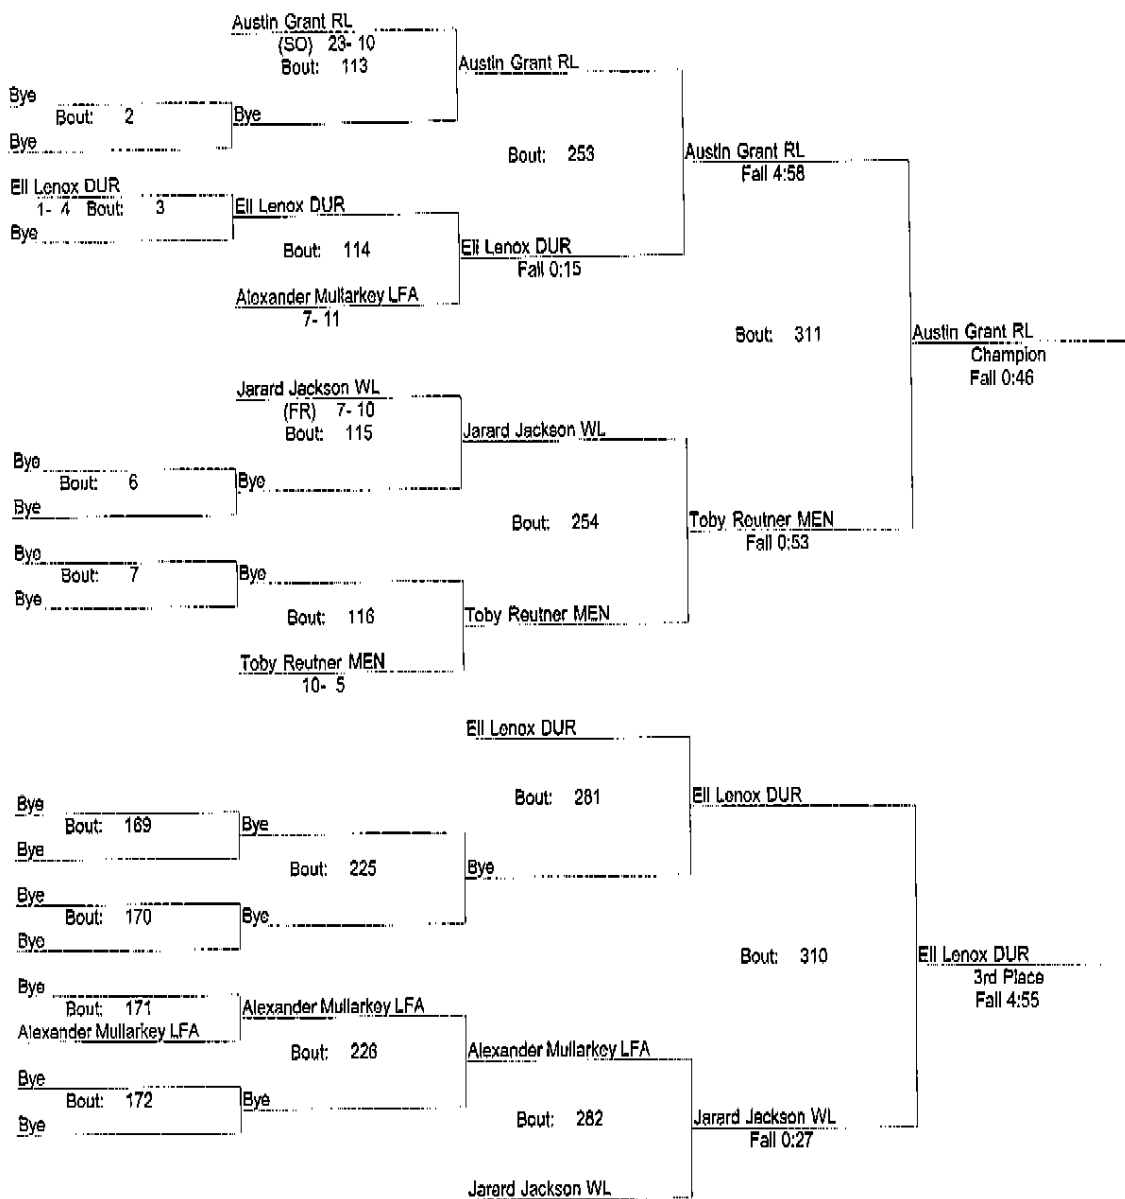 Austin Grant RL
(SO) 23- 10
Bout: 113
Austin Grant RL
Bye
Bout: 2
Bye
Bye
Bout: 253
Austin Grant RL
Fall 4:58
Eli Lenox DUR
1- 4 Bout: 3
Eli Lenox DUR
Bye
Bout: 114
Eli Lenox DUR
Fall 0:15
Alexander Mullarkey LFA
7- 11
Bout: 311
Austin Grant RL
Champion
Fall 0:46
Jarard Jackson WL
(FR) 7- 10
Bout: 115
Jarard Jackson WL
Bye
Bout: 6
Bye
Bye
Bout: 254
Toby Reutner MEN
Fall 0:53
Bye
Bout: 7
Bye
Bye
Bout: 116
Toby Reutner MEN
Toby Reutner MEN
10- 5
Eli Lenox DUR
Bout: 281
Eli Lenox DUR
Bye
Bout: 169
Bye
Bye
Bout: 225
Bye
Bye
Bout: 170
Bye
Bye
Bout: 310
Eli Lenox DUR
3rd Place
Fall 4:55
Bye
Bout: 171
Alexander Mullarkey LFA
Alexander Mullarkey LFA
Bout: 226
Alexander Mullarkey LFA
Bye
Bout: 172
Bye
Bye
Bout: 282
Jarard Jackson WL
Fall 0:27
Jarard Jackson WL